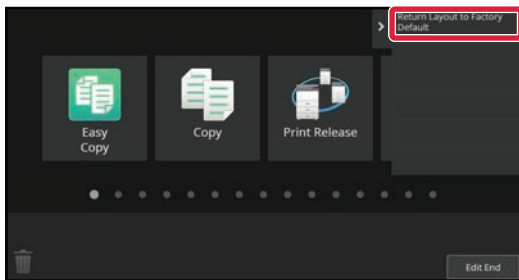 Return Layout to Factory
Default
Easy
Copy
Copy
Print Release
Edit End